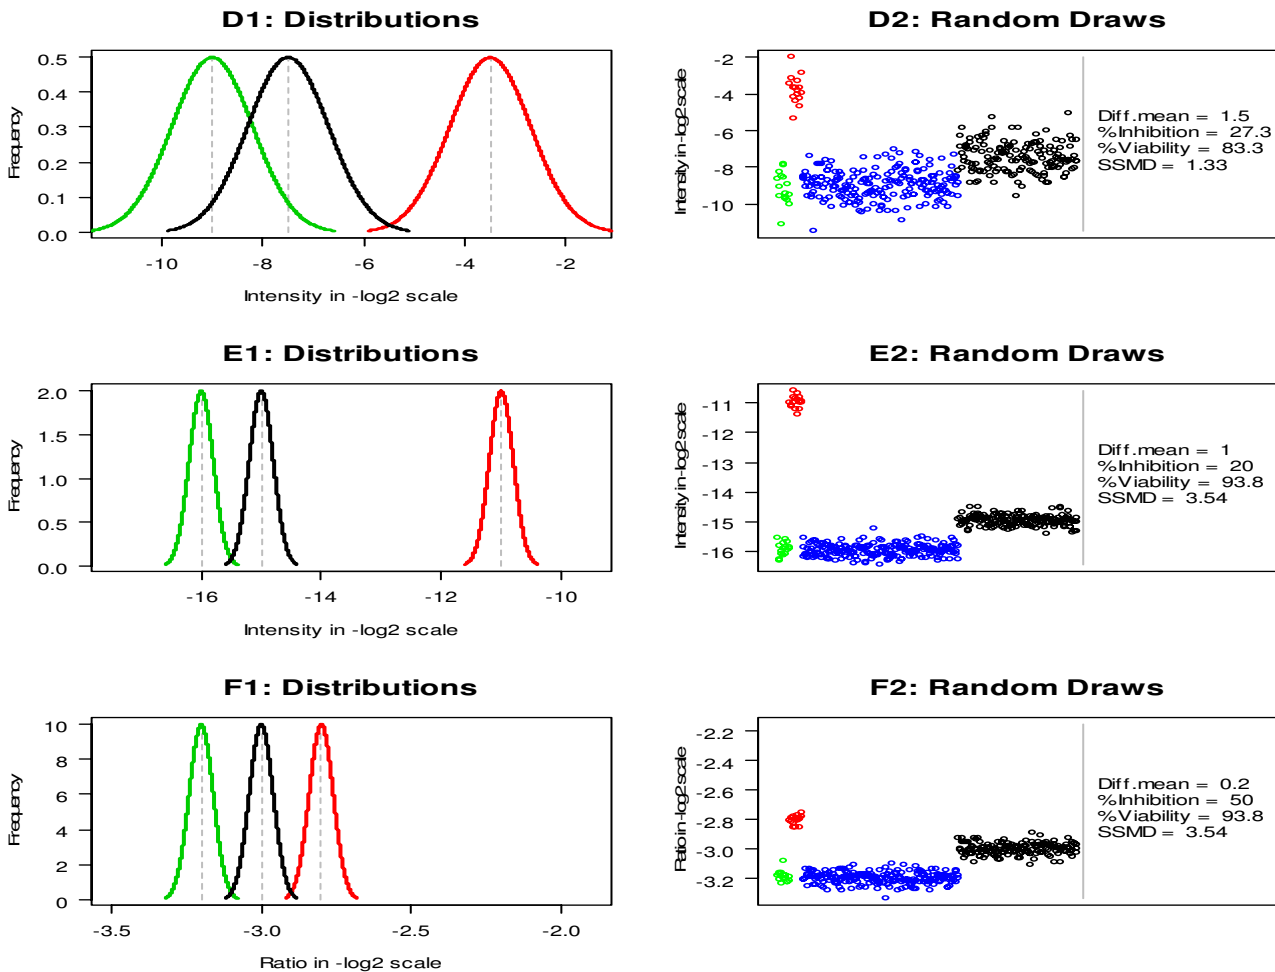 D1: Distributions
Frequency
0.5
0.4
0.3
0.2
0.1
0.0
-10
-8
-6
-4
-2
Intensity in -log2 scale
D2: Random Draws
Intensity in -log2 scale
-2
-4
-6
-8
-10
Diff.mean = 1.5
%Inhibition = 27.3
%Viability = 83.3
SSMD = 1.33
E1: Distributions
Frequency
2.0
1.5
1.0
0.5
0.0
-16
-14
-12
-10
Intensity in -log2 scale
E2: Random Draws
Intensity in -log2 scale
-11
-12
-13
-14
-15
-16
Diff.mean = 1
%Inhibition = 20
%Viability = 93.8
SSMD = 3.54
F1: Distributions
Frequency
10
8
6
4
2
0
-3.5
-3.0
-2.5
-2.0
Ratio in -log2 scale
F2: Random Draws
Ratio in -log2 scale
-2.2
-2.4
-2.6
-2.8
-3.0
-3.2
Diff.mean = 0.2
%Inhibition = 50
%Viability = 93.8
SSMD = 3.54